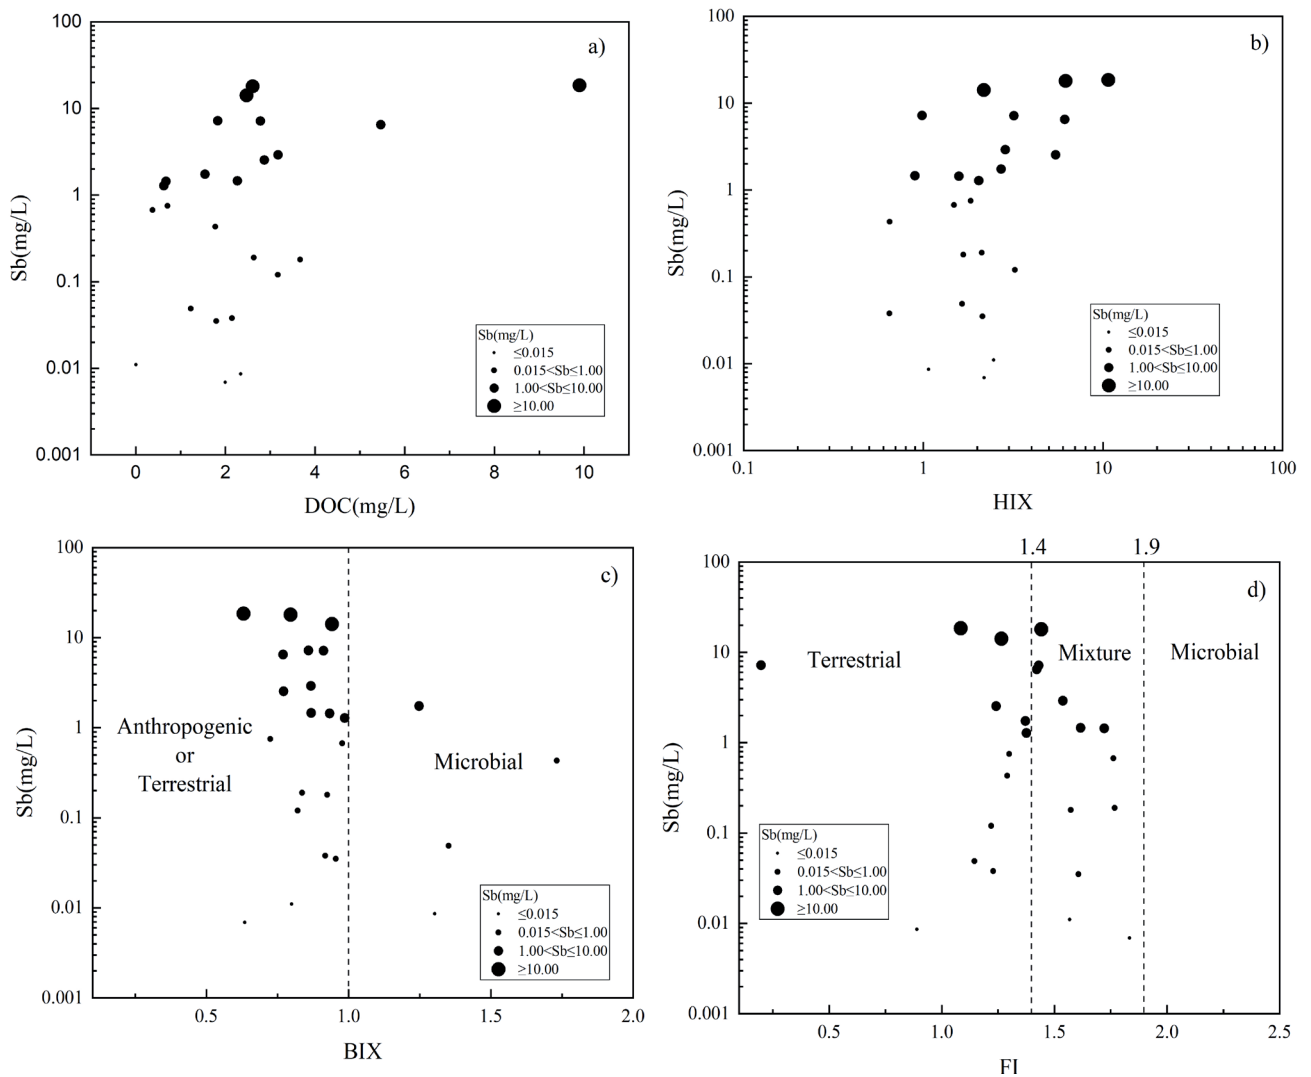 100
10
1
0.1
0.01
0.001
Sb(mg/L)
a)
Sb(mg/L)
≤0.015
0.015<Sb≤1.00
1.00<Sb≤10.00
≥10.00
0 2 4 6 8 10
DOC(mg/L)
100
10
1
0.1
0.01
0.001
Sb(mg/L)
b)
Sb(mg/L)
≤0.015
0.015<Sb≤1.00
1.00<Sb≤10.00
≥10.00
0.1 1 10 100
HIX
100
10
1
0.1
0.01
0.001
Sb(mg/L)
c)
Anthropogenic
or
Terrestrial
Microbial
Sb(mg/L)
≤0.015
0.015<Sb≤1.00
1.00<Sb≤10.00
≥10.00
0.5 1.0 1.5 2.0
BIX
1.4 1.9
100
10
1
0.1
0.01
0.001
Sb(mg/L)
d)
Terrestrial
Mixture
Microbial
Sb(mg/L)
≤0.015
0.015<Sb≤1.00
1.00<Sb≤10.00
≥10.00
0.5 1.0 1.5 2.0 2.5
FI